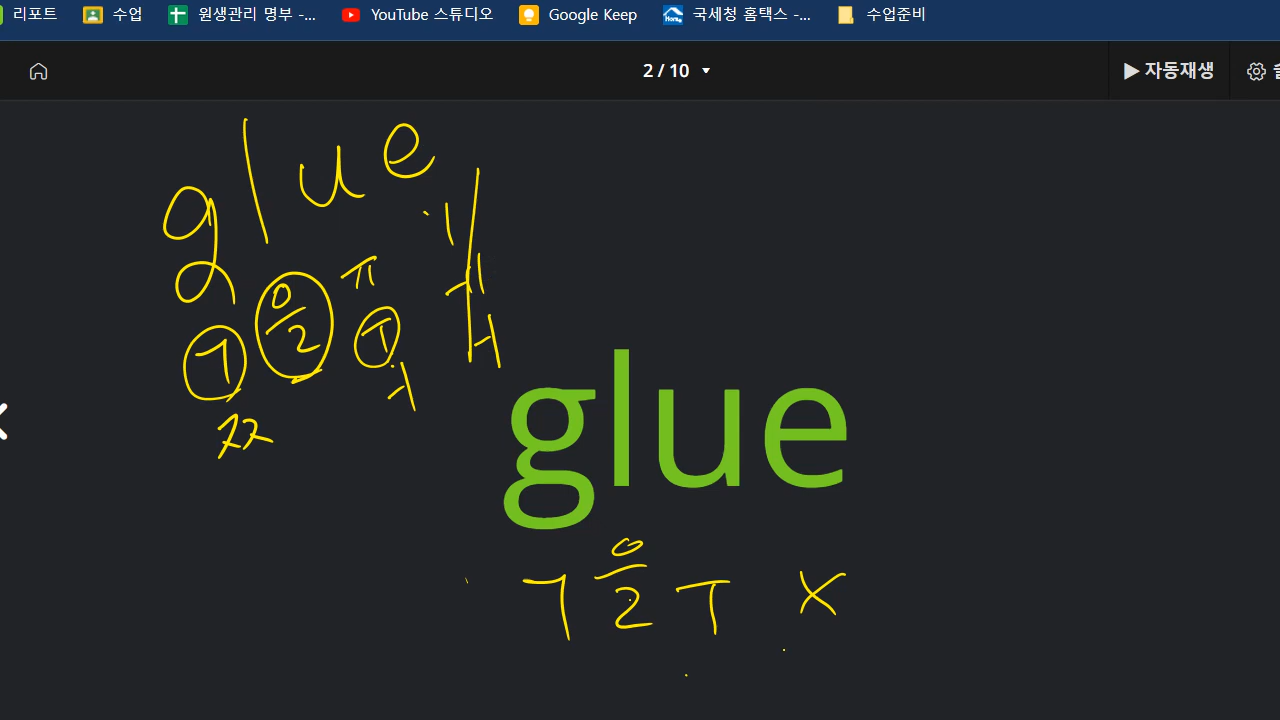 리포트 수업 원생관리 명부 -... YouTube 스튜디오 Google Keep 국세청 홈택스 -... 수업준비
2 / 10 ▶ 자동재생
glue
ㅠ
ㄱ ㅇ/ㄹ ㅜ
ㅋㅋ
glue
ㄱ ㅇ/ㄹ ㅜ X